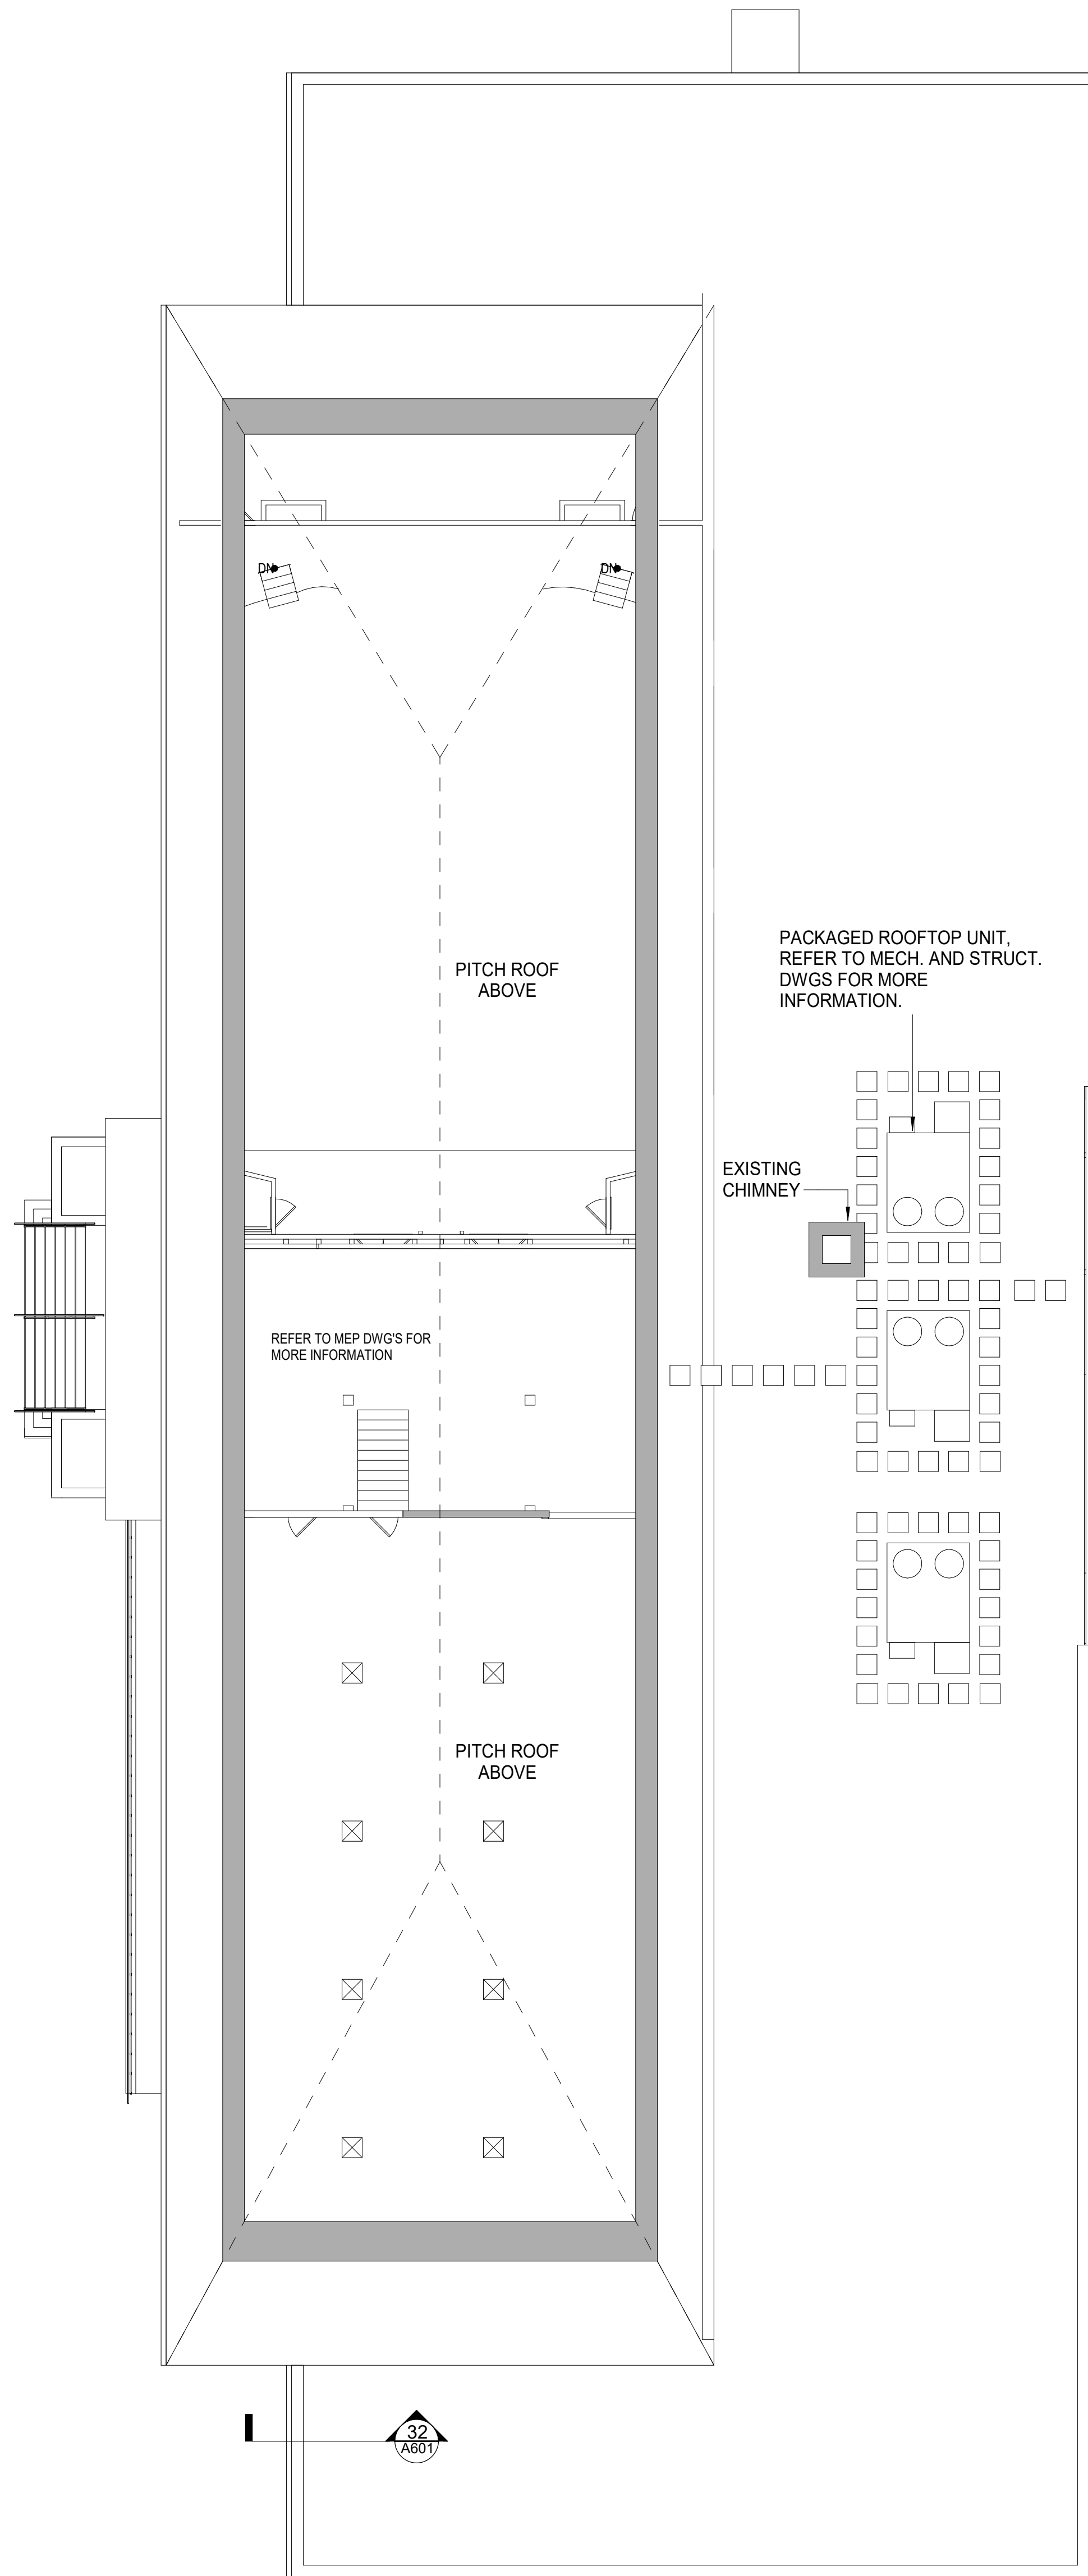 DN
DN
PITCH ROOF
ABOVE
PACKAGED ROOFTOP UNIT,
REFER TO MECH. AND STRUCT.
DWGS FOR MORE
INFORMATION.
EXISTING
CHIMNEY
REFER TO MEP DWG'S FOR
MORE INFORMATION
PITCH ROOF
ABOVE
32
A601